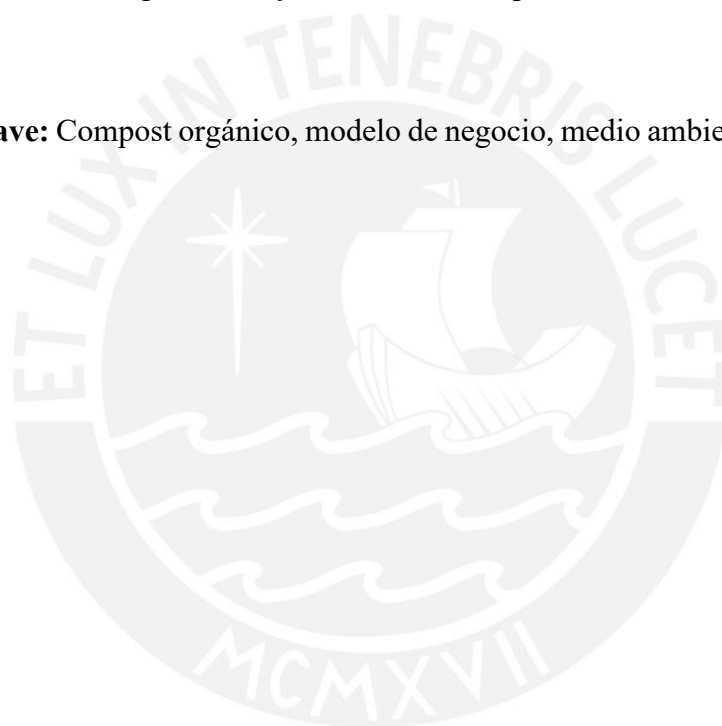 ave: Compost orgánico, modelo de negocio, medio ambie
ET LUX IN TENEBRIS LUCET
MCMXVII